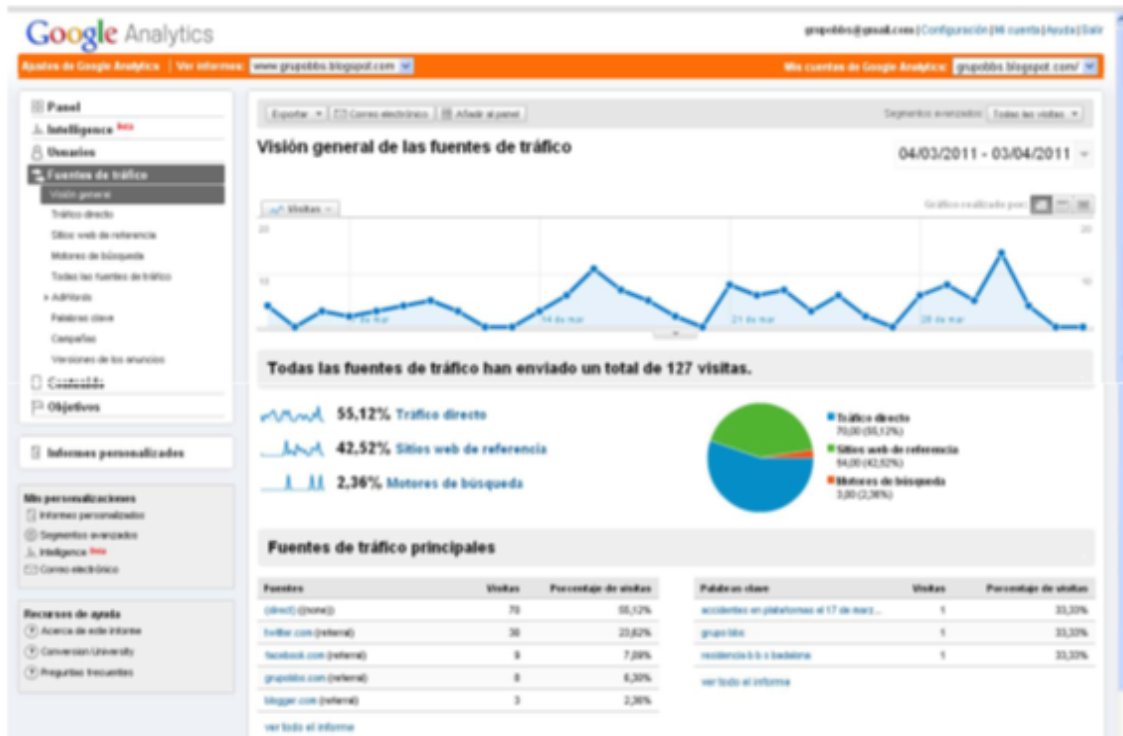 Google Analytics
grupobbs@gmail.com | Configuración | Mi cuenta | Ayuda | Salir
Ajustes de Google Analytics | Ver informes: www.grupobbs.blogspot.com
Mis cuentas de Google Analytics: grupobbs.blogspot.com/
Panel
Intelligence Beta
Usuarios
Fuentes de tráfico
Visión general
Tráfico directo
Sitios web de referencia
Motores de búsqueda
Todas las fuentes de tráfico
AdWords
Palabras clave
Campañas
Versiones de los anuncios
Contenido
Objetivos
Informes personalizados
Mis personalizaciones
Informes personalizados
Segmentos avanzados
Intelligence Beta
Correo electrónico
Recursos de ayuda
Acerca de este informe
Conversion University
Preguntas frecuentes
Exportar Correo electrónico Añadir al panel
Segmentos avanzados: Todas las visitas
Visión general de las fuentes de tráfico
04/03/2011 - 03/04/2011
Visitas
Gráfico realizado por:
20 20
10 10
7 de mar 14 de mar 21 de mar 28 de mar
Todas las fuentes de tráfico han enviado un total de 127 visitas.
55,12% Tráfico directo
42,52% Sitios web de referencia
2,36% Motores de búsqueda
Tráfico directo
70,00 (55,12%)
Sitios web de referencia
54,00 (42,52%)
Motores de búsqueda
3,00 (2,36%)
Fuentes de tráfico principales
Fuentes Visitas Porcentaje de visitas
(direct) ((none)) 70 55,12%
twitter.com (referral) 30 23,62%
facebook.com (referral) 9 7,09%
grupobbs.com (referral) 8 6,30%
blogger.com (referral) 3 2,36%
ver todo el informe
Palabras clave Visitas Porcentaje de visitas
accidentes en plataformas el 17 de marz... 1 33,33%
grupo bbs 1 33,33%
residencia b b s badalona 1 33,33%
ver todo el informe